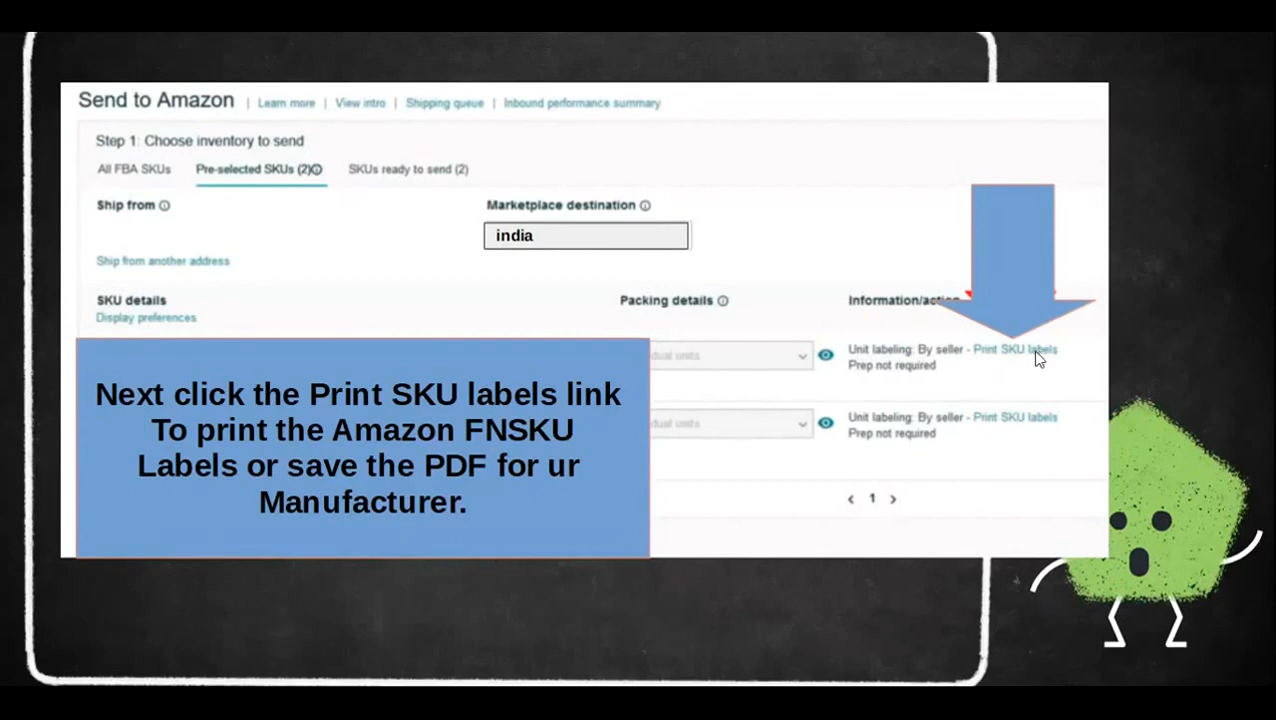 Send to Amazon | Learn more | View intro | Shipping queue | Inbound performance summary
Step 1: Choose inventory to send
All FBA SKUs Pre-selected SKUs (2) SKUs ready to send (2)
Ship from Marketplace destination
india
Ship from another address
SKU details Packing details Information/action
Display preferences
units
Unit labeling: By seller - Print SKU labels
Prep not required
units
Unit labeling: By seller - Print SKU labels
Prep not required
Next click the Print SKU labels link
To print the Amazon FNSKU
Labels or save the PDF for ur
Manufacturer.
< 1 >